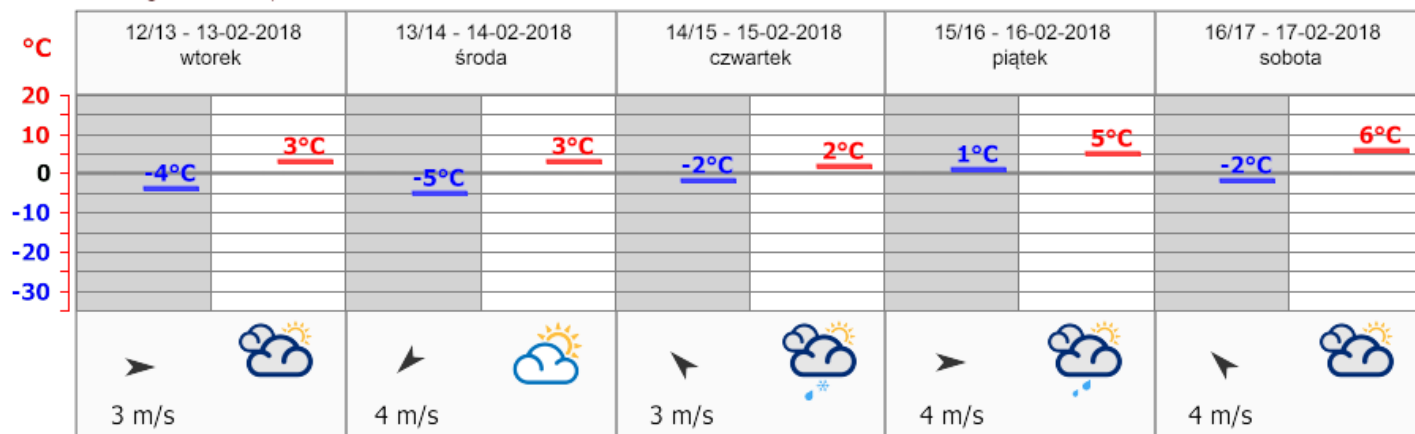 12/13 - 13-02-2018
wtorek
13/14 - 14-02-2018
środa
14/15 - 15-02-2018
czwartek
15/16 - 16-02-2018
piątek
16/17 - 17-02-2018
sobota
°C
20
10
0
-10
-20
-30
-4°C
3°C
-5°C
3°C
-2°C
2°C
1°C
5°C
-2°C
6°C
3 m/s
4 m/s
3 m/s
4 m/s
4 m/s